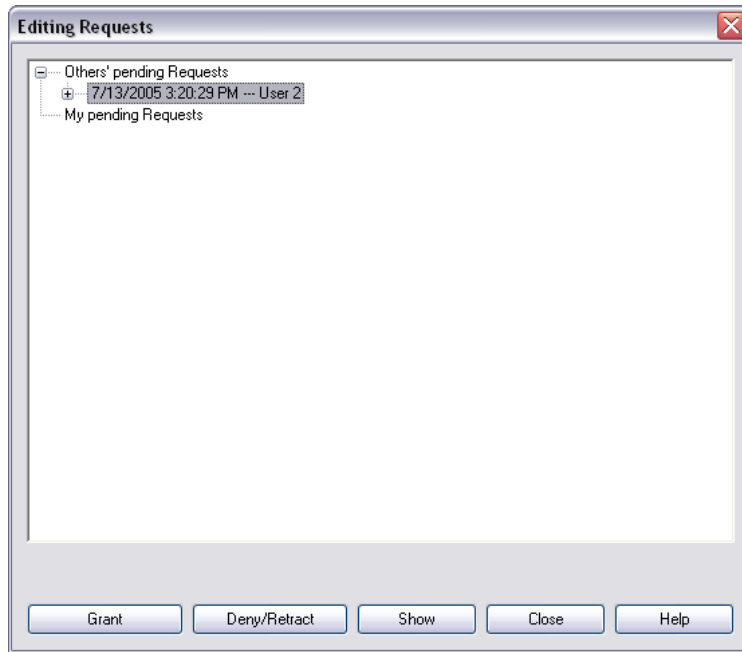 Editing Requests
Others' pending Requests
7/13/2005 3:20:29 PM --- User 2
My pending Requests
Grant
Deny/Retract
Show
Close
Help